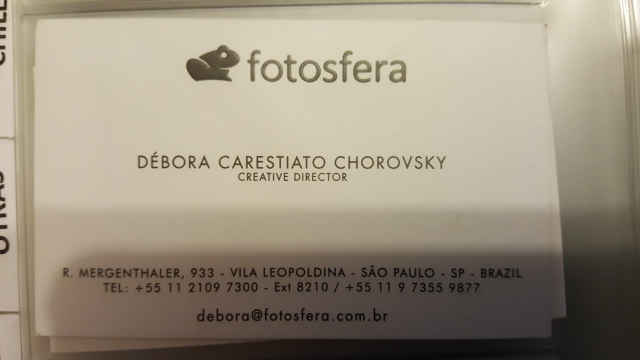 fotosfera
DÉBORA CARESTIATO CHOROVSKY
CREATIVE DIRECTOR
R. MERGENTHALER, 933 - VILA LEOPOLDINA - SÃO PAULO - SP - BRAZIL
TEL: +55 11 2109 7300 - Ext 8210 / +55 11 9 7355 9877
debora@fotosfera.com.br